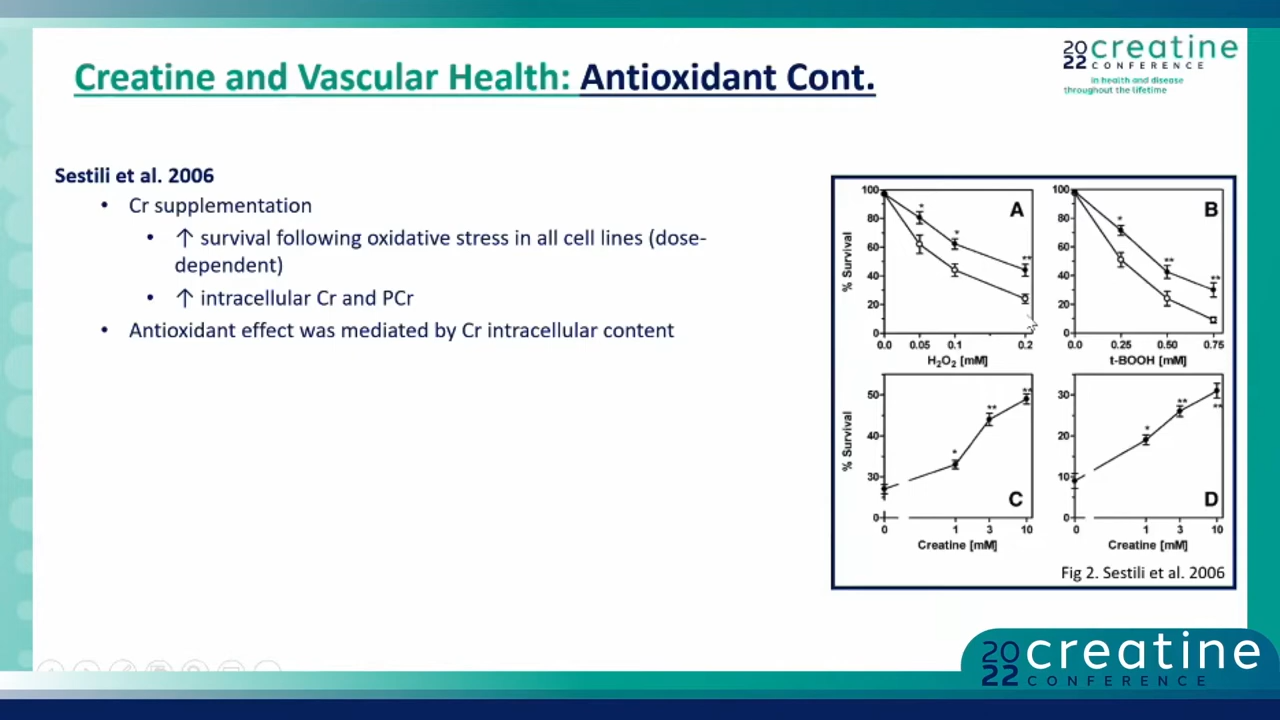 Creatine and Vascular Health: Antioxidant Cont.
2022 creatine
CONFERENCE
in health and disease
throughout the lifetime
Sestili et al. 2006
• Cr supplementation
• ↑ survival following oxidative stress in all cell lines (dose-
dependent)
• ↑ intracellular Cr and PCr
• Antioxidant effect was mediated by Cr intracellular content
A
% Survival
100
80
60
40
20
0
* * **
0.0 0.05 0.1 0.2
H₂O₂ [mM]
B
100
80
60
40
20
0
* ** **
0.0 0.25 0.50 0.75
t-BOOH [mM]
C
% Survival
50
40
30
0
* ** **
0 1 3 10
Creatine [mM]
D
30
20
10
0
* ** **
0 1 3 10
Creatine [mM]
Fig 2. Sestili et al. 2006
2022 creatine
CONFERENCE